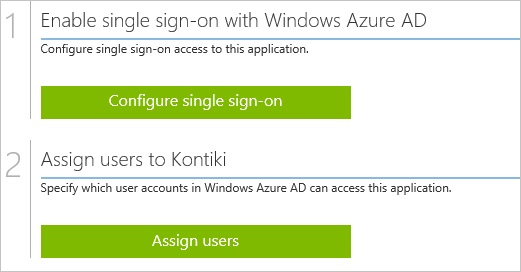 1
Enable single sign-on with Windows Azure AD
Configure single sign-on access to this application.
Configure single sign-on
2
Assign users to Kontiki
Specify which user accounts in Windows Azure AD can access this application.
Assign users